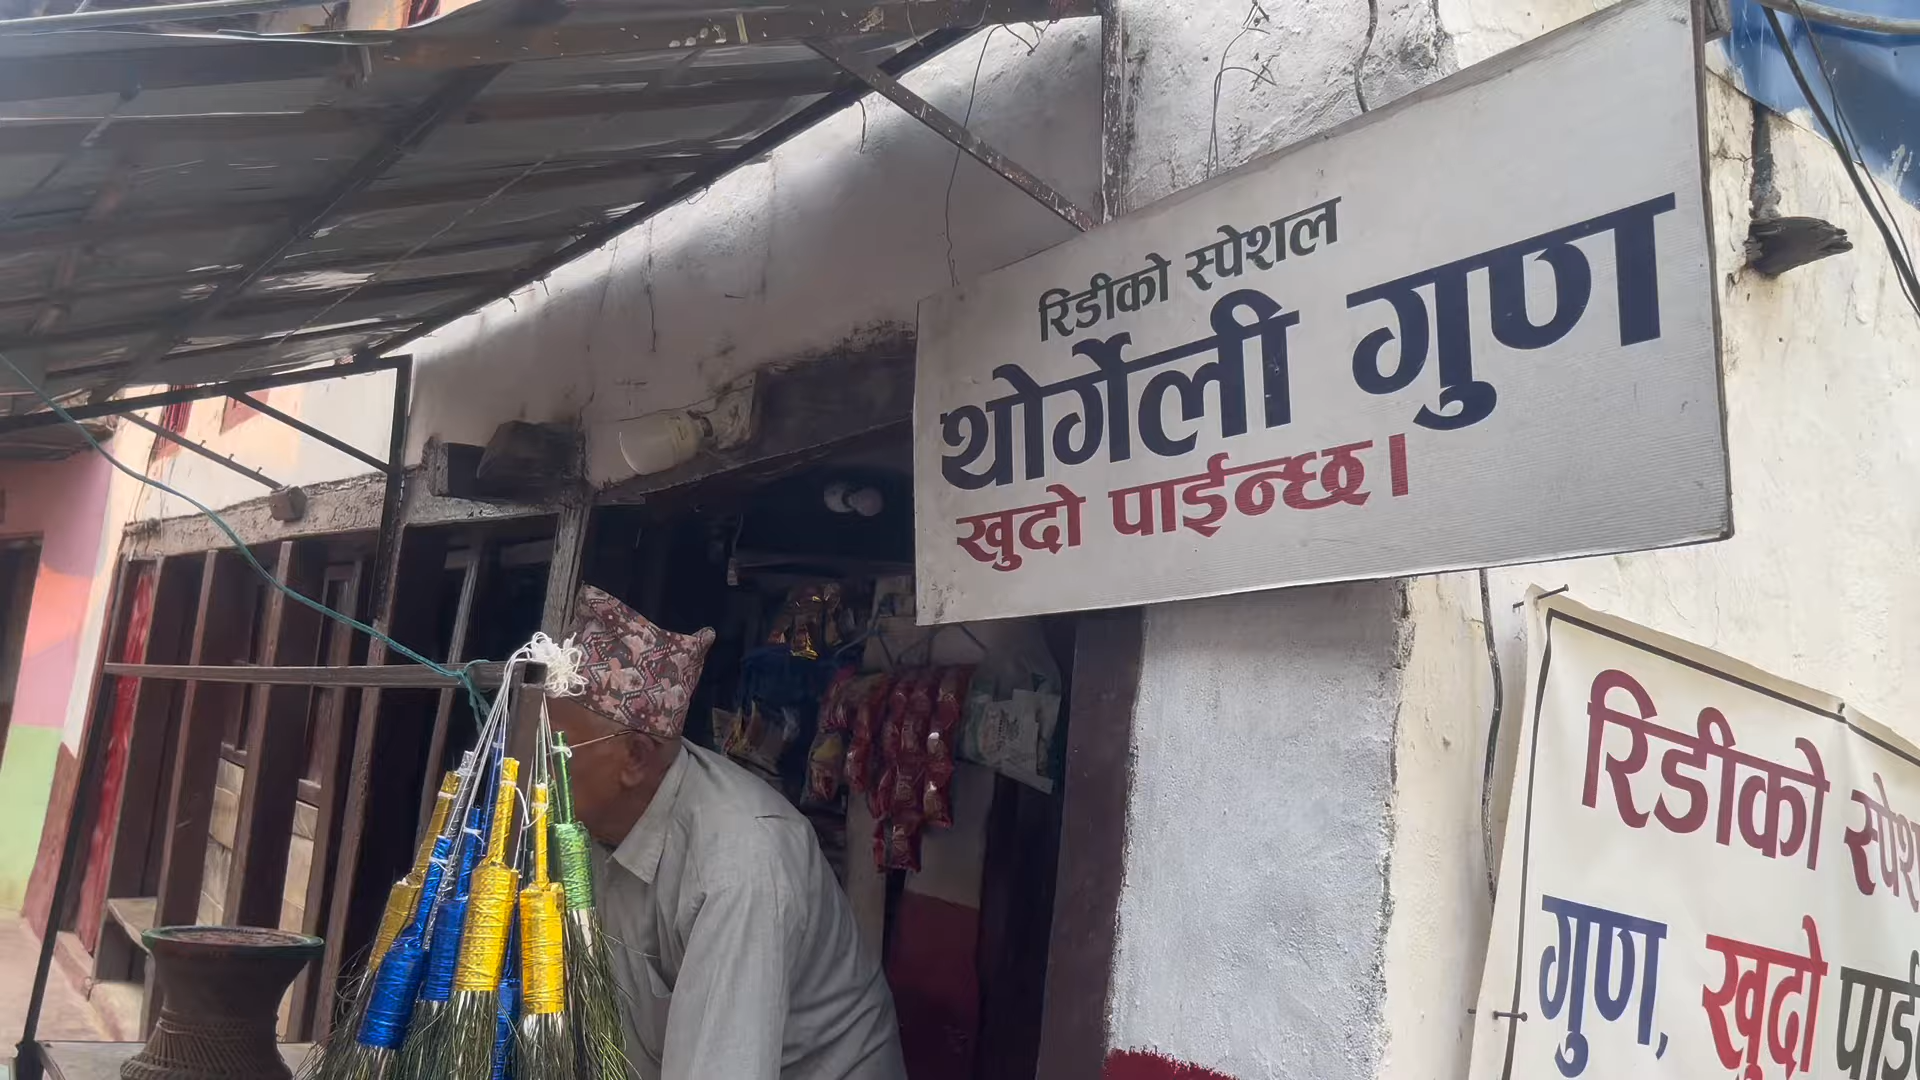 रिडीको स्पेशल
थोर्गेली गुण
खुदो पाईन्छ।
रिडीको
गुण, खुदो